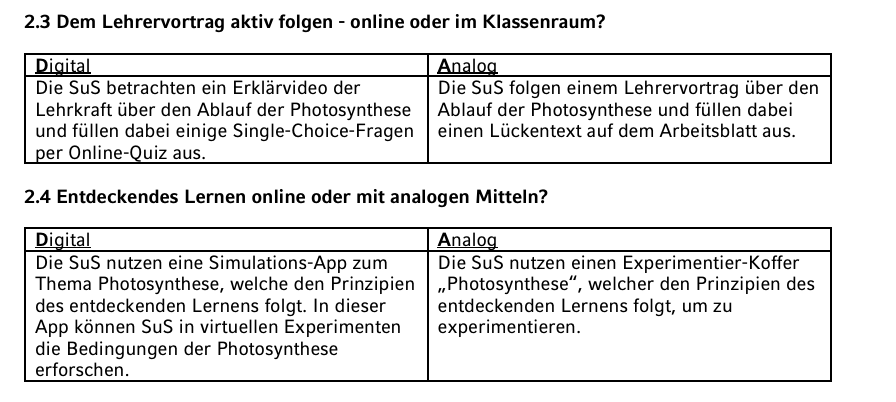 2.3 Dem Lehrervortrag aktiv folgen - online oder im Klassenraum?
Digital
Die SuS betrachten ein Erklärvideo der
Lehrkraft über den Ablauf der Photosynthese
und füllen dabei einige Single-Choice-Fragen
per Online-Quiz aus.
Analog
Die SuS folgen einem Lehrervortrag über den
Ablauf der Photosynthese und füllen dabei
einen Lückentext auf dem Arbeitsblatt aus.
2.4 Entdeckendes Lernen online oder mit analogen Mitteln?
Digital
Die SuS nutzen eine Simulations-App zum
Thema Photosynthese, welche den Prinzipien
des entdeckenden Lernens folgt. In dieser
App können SuS in virtuellen Experimenten
die Bedingungen der Photosynthese
erforschen.
Analog
Die SuS nutzen einen Experimentier-Koffer
„Photosynthese“, welcher den Prinzipien des
entdeckenden Lernens folgt, um zu
experimentieren.